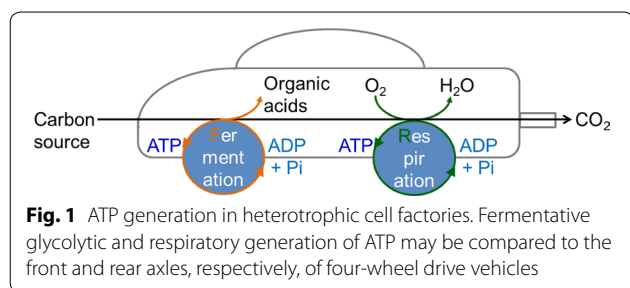 Organic
acids
O₂
H₂O
Carbon
source
CO₂
ATP
Fer
ment
ation
ADP
+ Pi
ATP
Res
pir
ation
ADP
+ Pi
Fig. 1 ATP generation in heterotrophic cell factories. Fermentative
glycolytic and respiratory generation of ATP may be compared to the
front and rear axles, respectively, of four-wheel drive vehicles